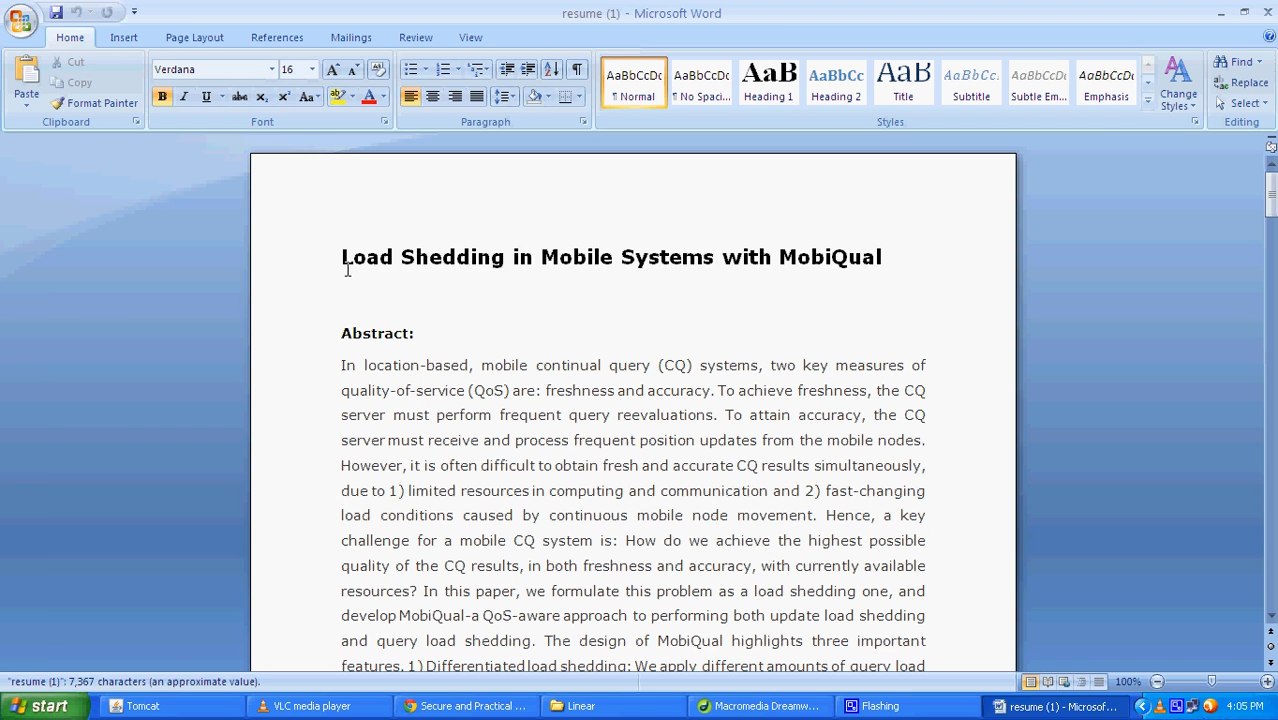 resume (1) - Microsoft Word
Home Insert Page Layout References Mailings Review View
Paste
Cut
Copy
Format Painter
Clipboard
Verdana 16
Font
Paragraph
AaBbCcDc AaBbCcDc AaB AaBbCc AaB AaBbCc. AaBbCcDc AaBbCcDc
¶ Normal ¶ No Spaci... Heading 1 Heading 2 Title Subtitle Subtle Em... Emphasis
Change Styles
Styles
Find
Replace
Select
Editing
Load Shedding in Mobile Systems with MobiQual
Abstract:
In location-based, mobile continual query (CQ) systems, two key measures of
quality-of-service (QoS) are: freshness and accuracy. To achieve freshness, the CQ
server must perform frequent query reevaluations. To attain accuracy, the CQ
server must receive and process frequent position updates from the mobile nodes.
However, it is often difficult to obtain fresh and accurate CQ results simultaneously,
due to 1) limited resources in computing and communication and 2) fast-changing
load conditions caused by continuous mobile node movement. Hence, a key
challenge for a mobile CQ system is: How do we achieve the highest possible
quality of the CQ results, in both freshness and accuracy, with currently available
resources? In this paper, we formulate this problem as a load shedding one, and
develop MobiQual-a QoS-aware approach to performing both update load shedding
and query load shedding. The design of MobiQual highlights three important
features. 1) Differentiated load shedding: We apply different amounts of query load
"resume (1)": 7,367 characters (an approximate value).
100%
start Tomcat VLC media player Secure and Practical ... Linear Macromedia Dreamw... Flashing resume (1) - Microsof... 4:05 PM